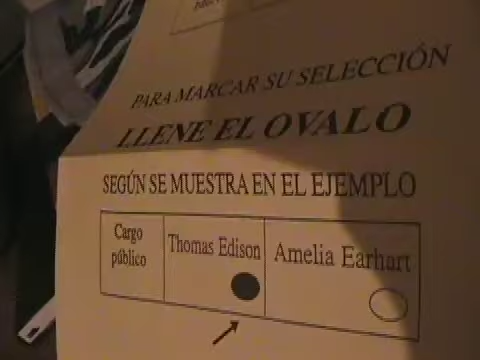 PARA MARCAR SU SELECCIÓN
LLENE EL OVALO
SEGÚN SE MUESTRA EN EL EJEMPLO
Cargo público
Thomas Edison
Amelia Earhart